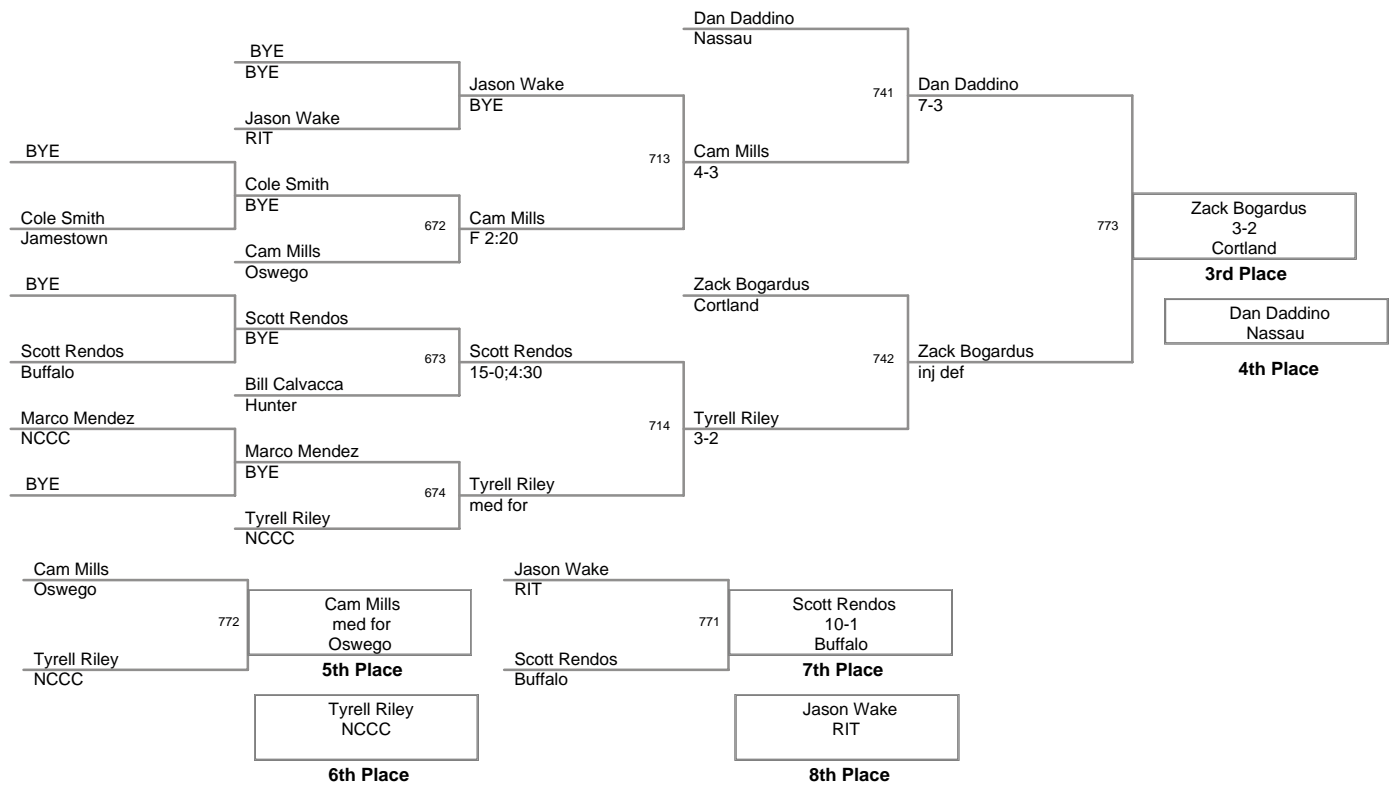 Dan Daddino
Nassau
BYE
BYE
Jason Wake
BYE
741
Dan Daddino
7-3
Jason Wake
RIT
BYE
713
Cam Mills
4-3
Cole Smith
BYE
Cole Smith
Jamestown
672
Cam Mills
F 2:20
773
Zack Bogardus
3-2
Cortland
3rd Place
Cam Mills
Oswego
BYE
Zack Bogardus
Cortland
Dan Daddino
Nassau
4th Place
Scott Rendos
BYE
Scott Rendos
Buffalo
673
Scott Rendos
15-0;4:30
742
Zack Bogardus
inj def
Bill Calvacca
Hunter
Marco Mendez
NCCC
714
Tyrell Riley
3-2
Marco Mendez
BYE
BYE
674
Tyrell Riley
med for
Tyrell Riley
NCCC
Cam Mills
Oswego
772
Cam Mills
med for
Oswego
5th Place
Tyrell Riley
NCCC
Tyrell Riley
NCCC
6th Place
Jason Wake
RIT
771
Scott Rendos
10-1
Buffalo
7th Place
Scott Rendos
Buffalo
Jason Wake
RIT
8th Place